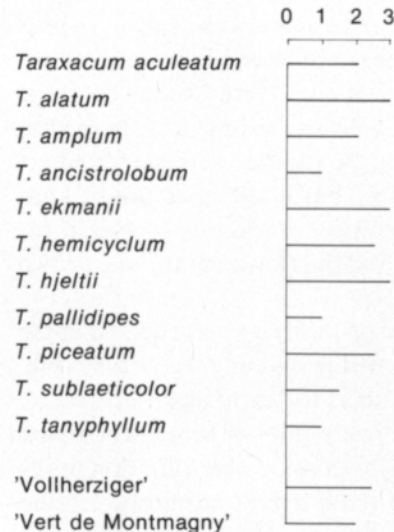 0 1 2 3
Taraxacum aculeatum
T. alatum
T. amplum
T. ancistrolobum
T. ekmanii
T. hemicyclum
T. hjeltii
T. pallidipes
T. piceatum
T. sublaeticolor
T. tanyphyllum
'Vollherziger'
'Vert de Montmagny'